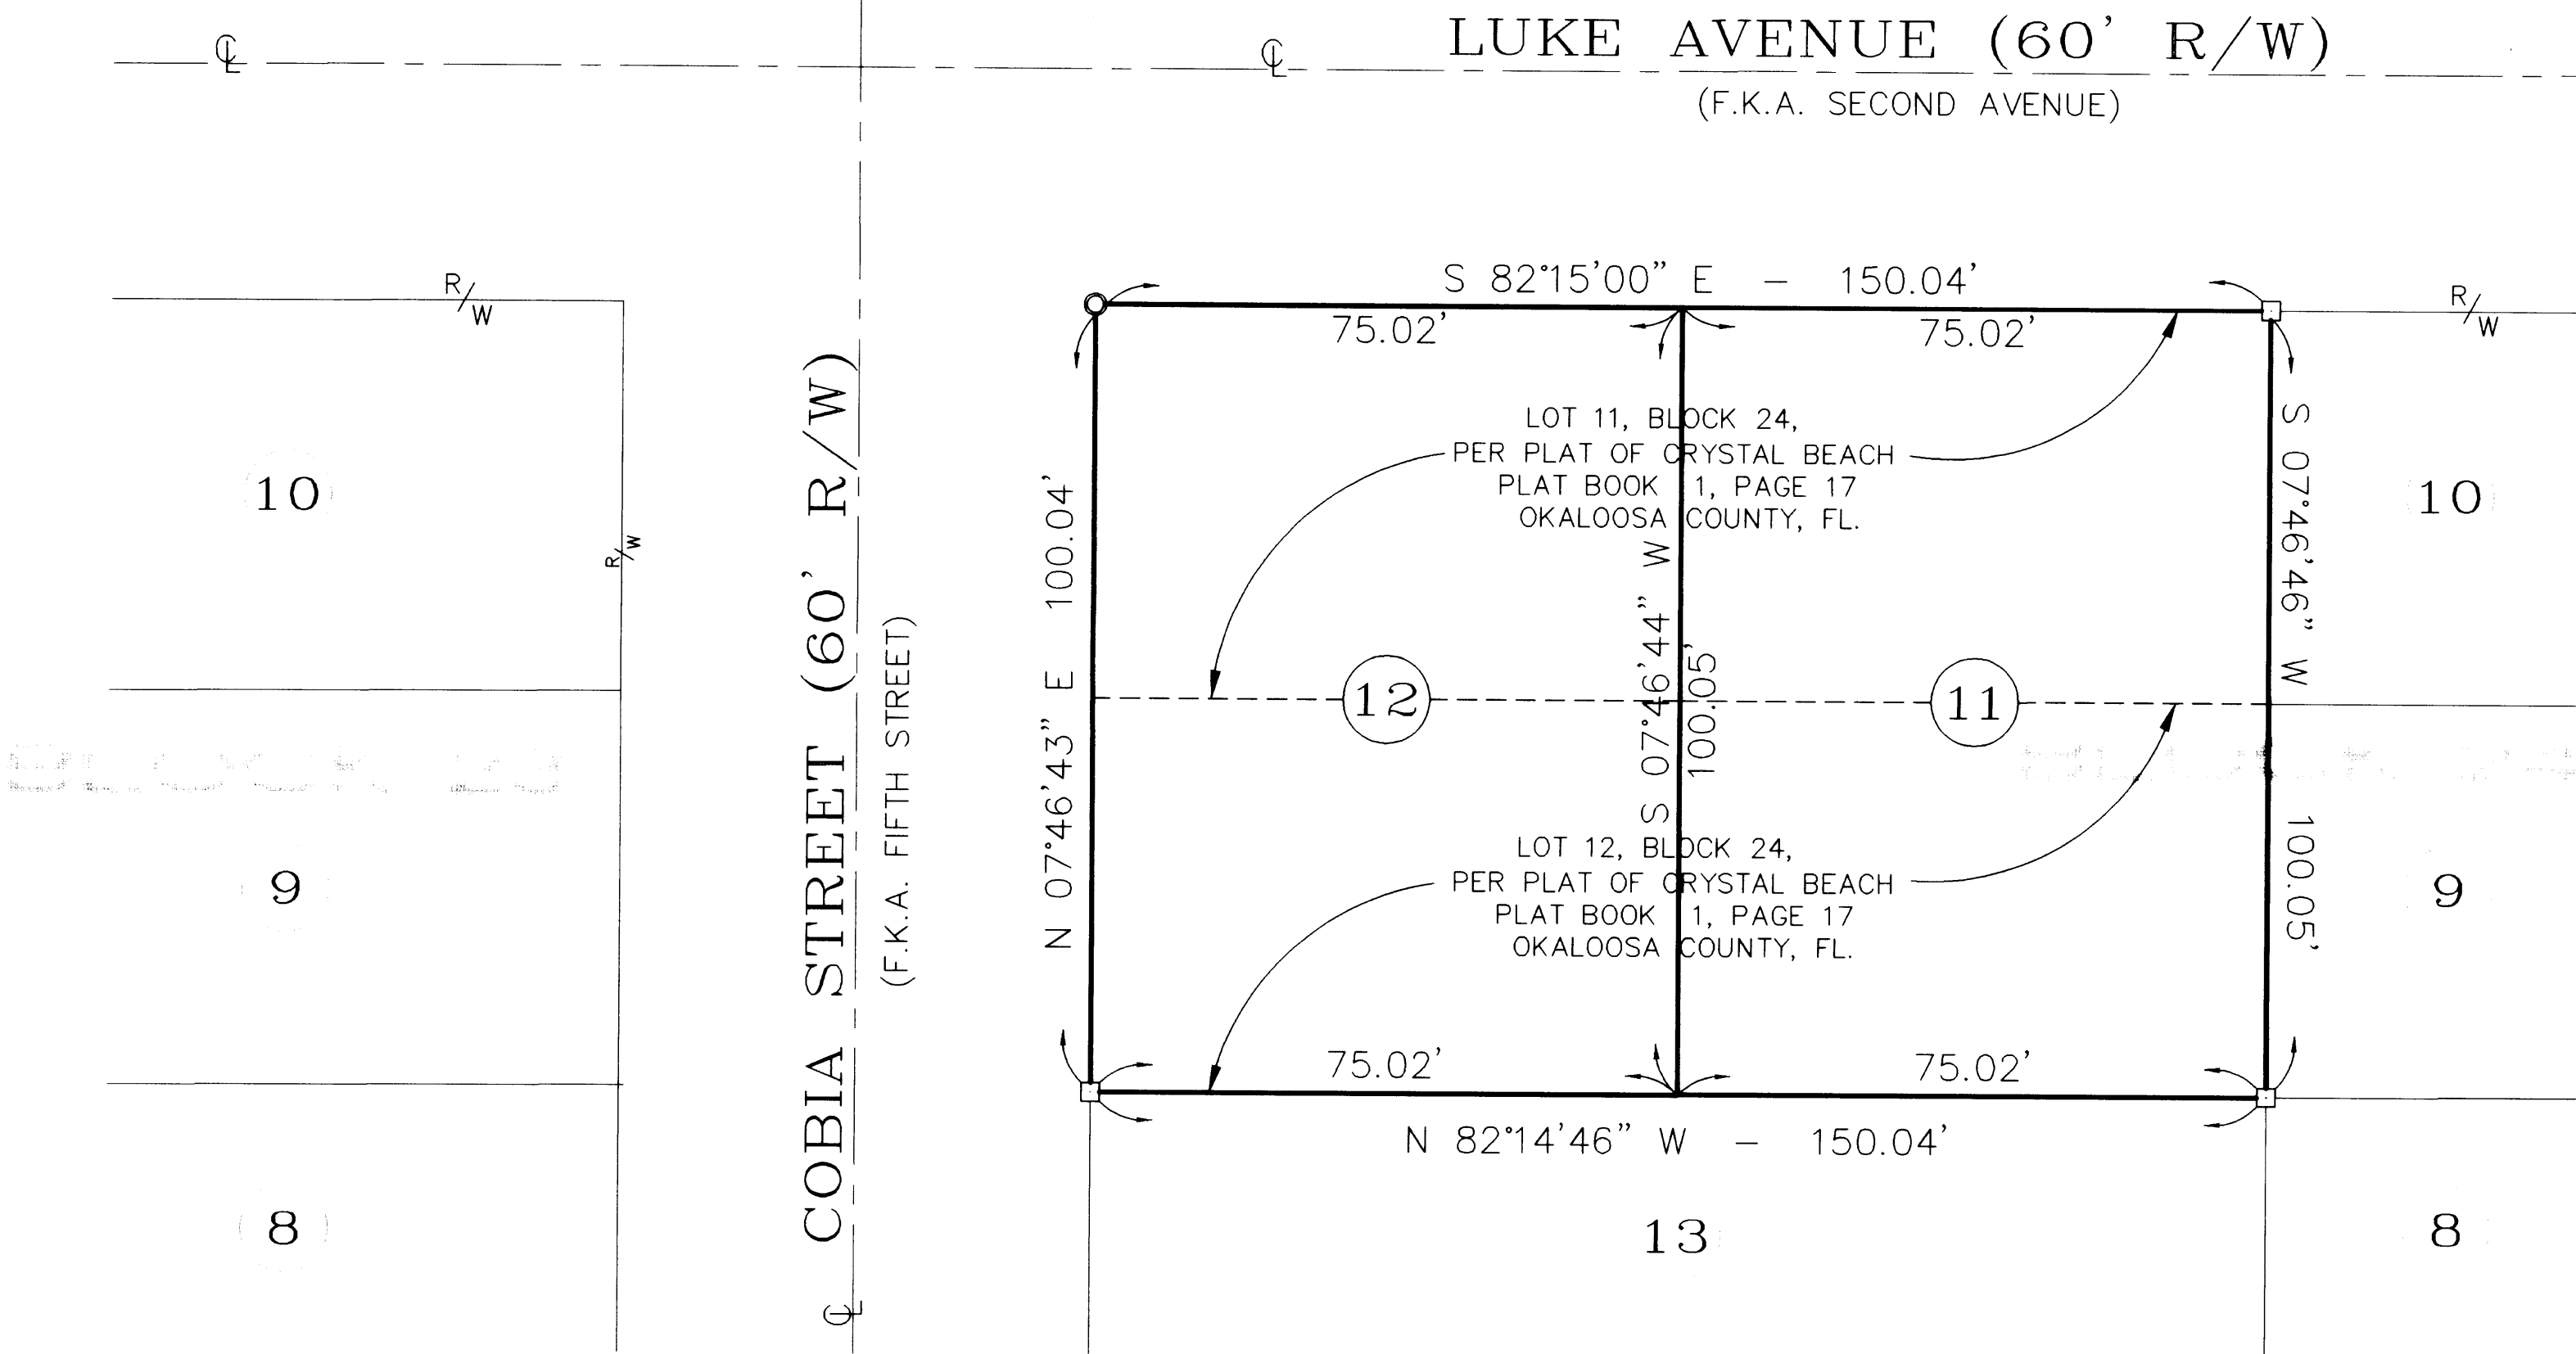 LUKE AVENUE (60' R/W)
(F.K.A. SECOND AVENUE)
R/W
S 82°15'00" E – 150.04'
R/W
75.02'
75.02'
LOT 11, BLOCK 24,
PER PLAT OF CRYSTAL BEACH
PLAT BOOK 1, PAGE 17
OKALOOSA COUNTY, FL.
10
10
R/W
COBIA STREET (60' R/W)
(F.K.A. FIFTH STREET)
N 07°46'43" E 100.04'
S 07°46'44" W
100.05'
S 07°46'46" W 100.05'
12
11
LOT 12, BLOCK 24,
PER PLAT OF CRYSTAL BEACH
PLAT BOOK 1, PAGE 17
OKALOOSA COUNTY, FL.
9
9
75.02'
75.02'
N 82°14'46" W – 150.04'
8
13
8